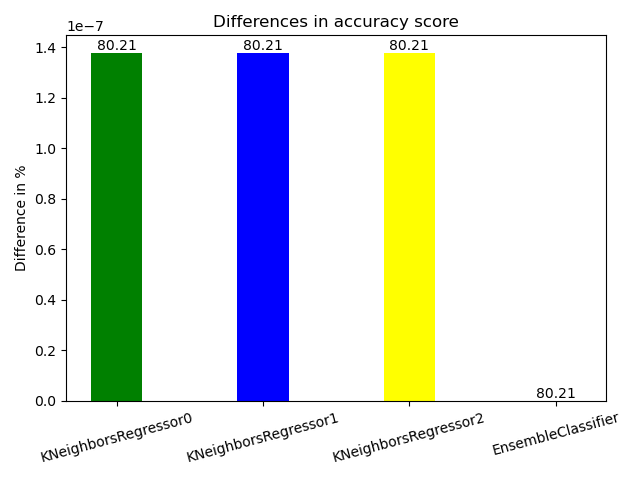 Differences in accuracy score
1e−7
80.21
80.21
80.21
80.21
1.4
1.2
1.0
0.8
0.6
0.4
0.2
0.0
Difference in %
KNeighborsRegressor0
KNeighborsRegressor1
KNeighborsRegressor2
EnsembleClassifier